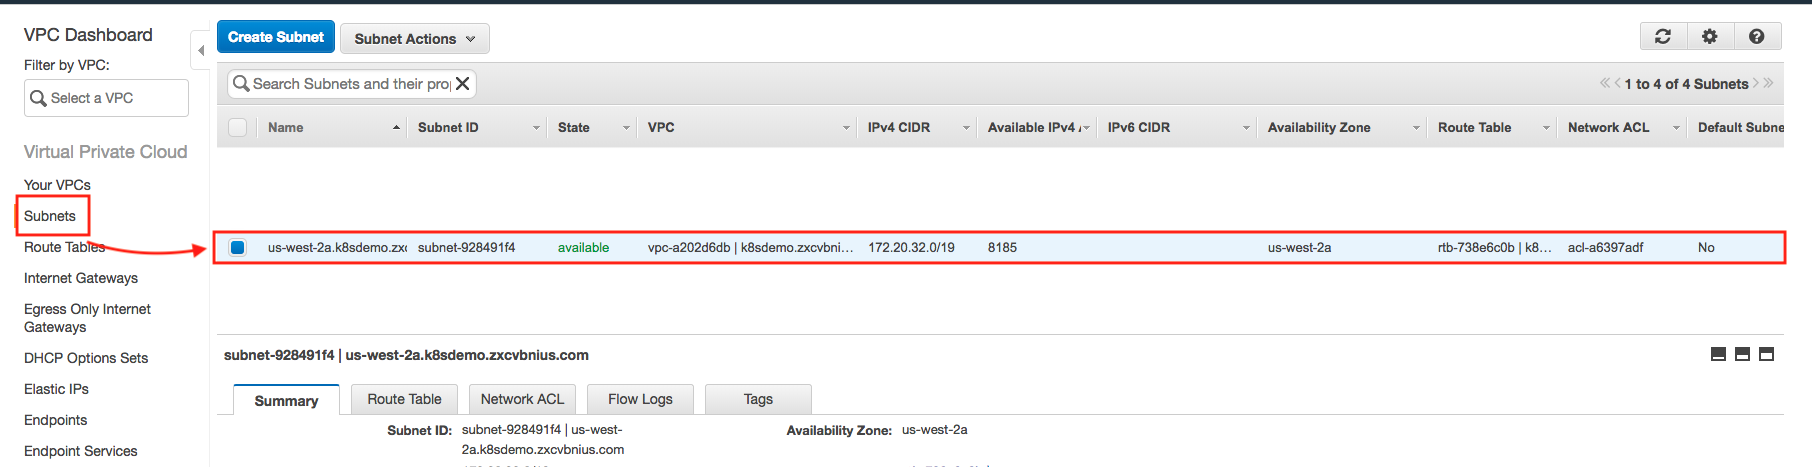 VPC Dashboard
Filter by VPC:
Select a VPC
Virtual Private Cloud
Your VPCs
Subnets
Route Tables
Internet Gateways
Egress Only Internet
Gateways
DHCP Options Sets
Elastic IPs
Endpoints
Endpoint Services
Create Subnet Subnet Actions
Search Subnets and their pro
1 to 4 of 4 Subnets
Name Subnet ID State VPC IPv4 CIDR Available IPv4 IPv6 CIDR Availability Zone Route Table Network ACL Default Subne
us-west-2a.k8sdemo.zxc subnet-928491f4 available vpc-a202d6db | k8sdemo.zxcvbni... 172.20.32.0/19 8185 us-west-2a rtb-738e6c0b | k8... acl-a6397adf No
subnet-928491f4 | us-west-2a.k8sdemo.zxcvbnius.com
Summary Route Table Network ACL Flow Logs Tags
Subnet ID: subnet-928491f4 | us-west-
2a.k8sdemo.zxcvbnius.com
Availability Zone: us-west-2a